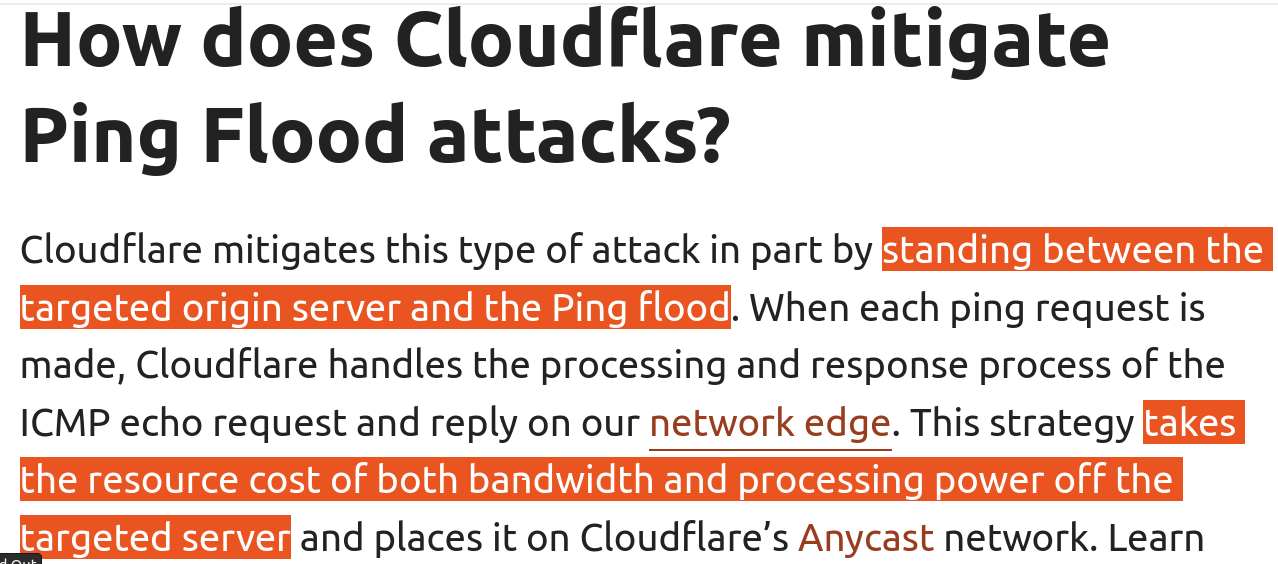 How does Cloudflare mitigate
Ping Flood attacks?
Cloudflare mitigates this type of attack in part by standing between the
targeted origin server and the Ping flood. When each ping request is
made, Cloudflare handles the processing and response process of the
ICMP echo request and reply on our network edge. This strategy takes
the resource cost of both bandwidth and processing power off the
targeted server and places it on Cloudflare’s Anycast network. Learn